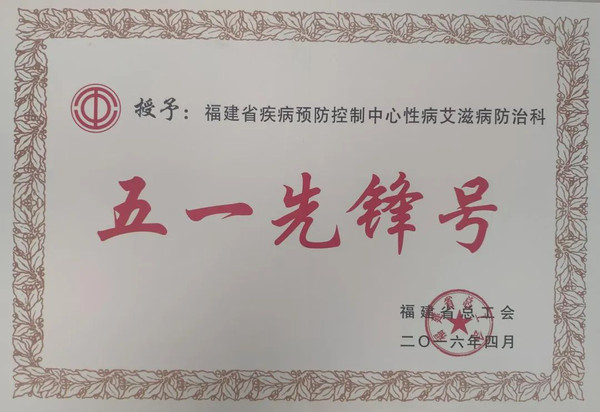 授予：福建省疾病预防控制中心性病艾滋病防治科
五一先锋号
福建省总工会
二〇一六年四月